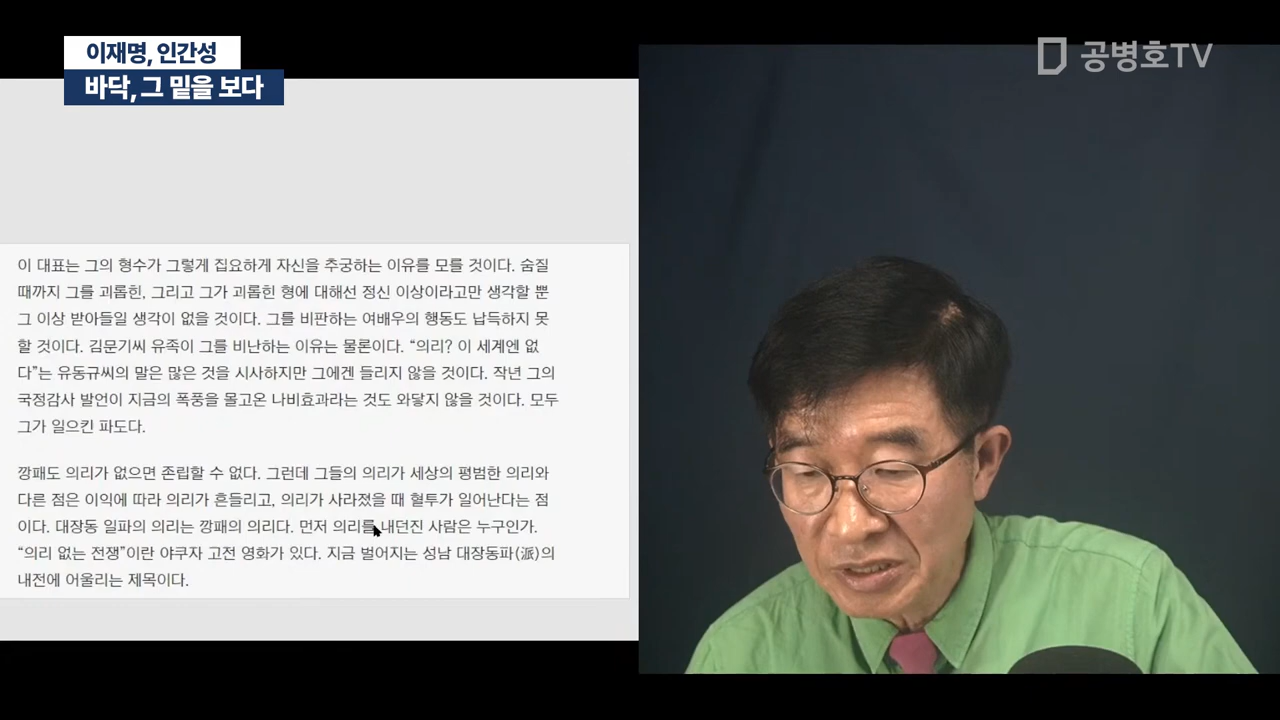 이재명, 인간성
바닥, 그 밑을 보다
공병호TV
이 대표는 그의 형수가 그렇게 집요하게 자신을 추궁하는 이유를 모를 것이다. 숨질
때까지 그를 괴롭힌, 그리고 그가 괴롭힌 형에 대해선 정신 이상이라고만 생각할 뿐
그 이상 받아들일 생각이 없을 것이다. 그를 비판하는 여배우의 행동도 납득하지 못
할 것이다. 김문기씨 유족이 그를 비난하는 이유는 물론이다. “의리? 이 세계엔 없
다”는 유동규씨의 말은 많은 것을 시사하지만 그에겐 들리지 않을 것이다. 작년 그의
국정감사 발언이 지금의 폭풍을 몰고온 나비효과라는 것도 와닿지 않을 것이다. 모두
그가 일으킨 파도다.
깡패도 의리가 없으면 존립할 수 없다. 그런데 그들의 의리가 세상의 평범한 의리와
다른 점은 이익에 따라 의리가 흔들리고, 의리가 사라졌을 때 혈투가 일어난다는 점
이다. 대장동 일파의 의리는 깡패의 의리다. 먼저 의리를 내던진 사람은 누구인가.
“의리 없는 전쟁”이란 야쿠자 고전 영화가 있다. 지금 벌어지는 성남 대장동파(派)의
내전에 어울리는 제목이다.